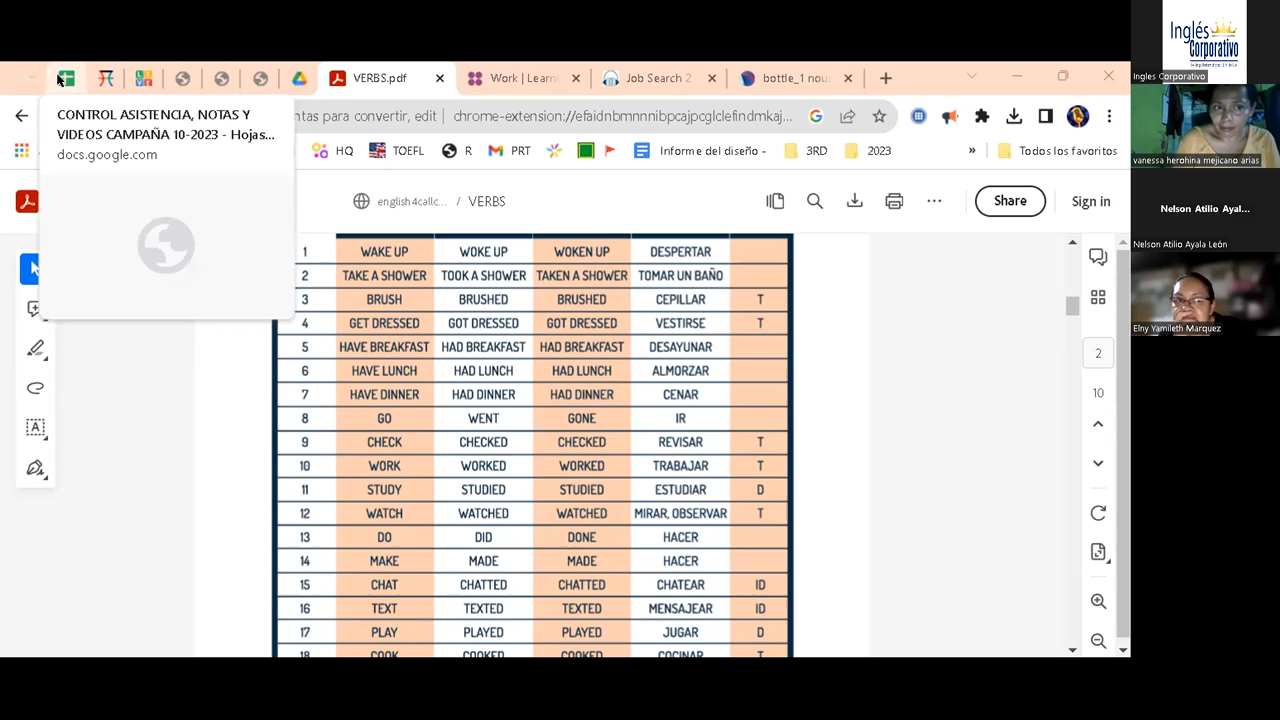 VERBS.pdf
Work | Learn
Job Search 2
bottle_1 nou
CONTROL ASISTENCIA, NOTAS Y
VIDEOS CAMPAÑA 10-2023 - Hojas...
docs.google.com
ntas para convertir, edit
chrome-extension://efaidnbmnnnibpcajpcglclefindmkaj...
HQ
TOEFL
R
PRT
Informe del diseño -
3RD
2023
»
Todos los favoritos
english4callc... / VERBS
Share
Sign in
1 WAKE UP WOKE UP WOKEN UP DESPERTAR
2 TAKE A SHOWER TOOK A SHOWER TAKEN A SHOWER TOMAR UN BAÑO
3 BRUSH BRUSHED BRUSHED CEPILLAR T
4 GET DRESSED GOT DRESSED GOT DRESSED VESTIRSE T
5 HAVE BREAKFAST HAD BREAKFAST HAD BREAKFAST DESAYUNAR
6 HAVE LUNCH HAD LUNCH HAD LUNCH ALMORZAR
7 HAVE DINNER HAD DINNER HAD DINNER CENAR
8 GO WENT GONE IR
9 CHECK CHECKED CHECKED REVISAR T
10 WORK WORKED WORKED TRABAJAR T
11 STUDY STUDIED STUDIED ESTUDIAR D
12 WATCH WATCHED WATCHED MIRAR, OBSERVAR T
13 DO DID DONE HACER
14 MAKE MADE MADE HACER
15 CHAT CHATTED CHATTED CHATEAR ID
16 TEXT TEXTED TEXTED MENSAJEAR ID
17 PLAY PLAYED PLAYED JUGAR D
18 COOK COOKED COOKED COCINAR T
2
10
Inglés
Corporativo
Ingles Corporativo
vanessa herohina mejicano arias
Nelson Atilio Ayal...
Nelson Atilio Ayala León
Elny Yamileth Marquez